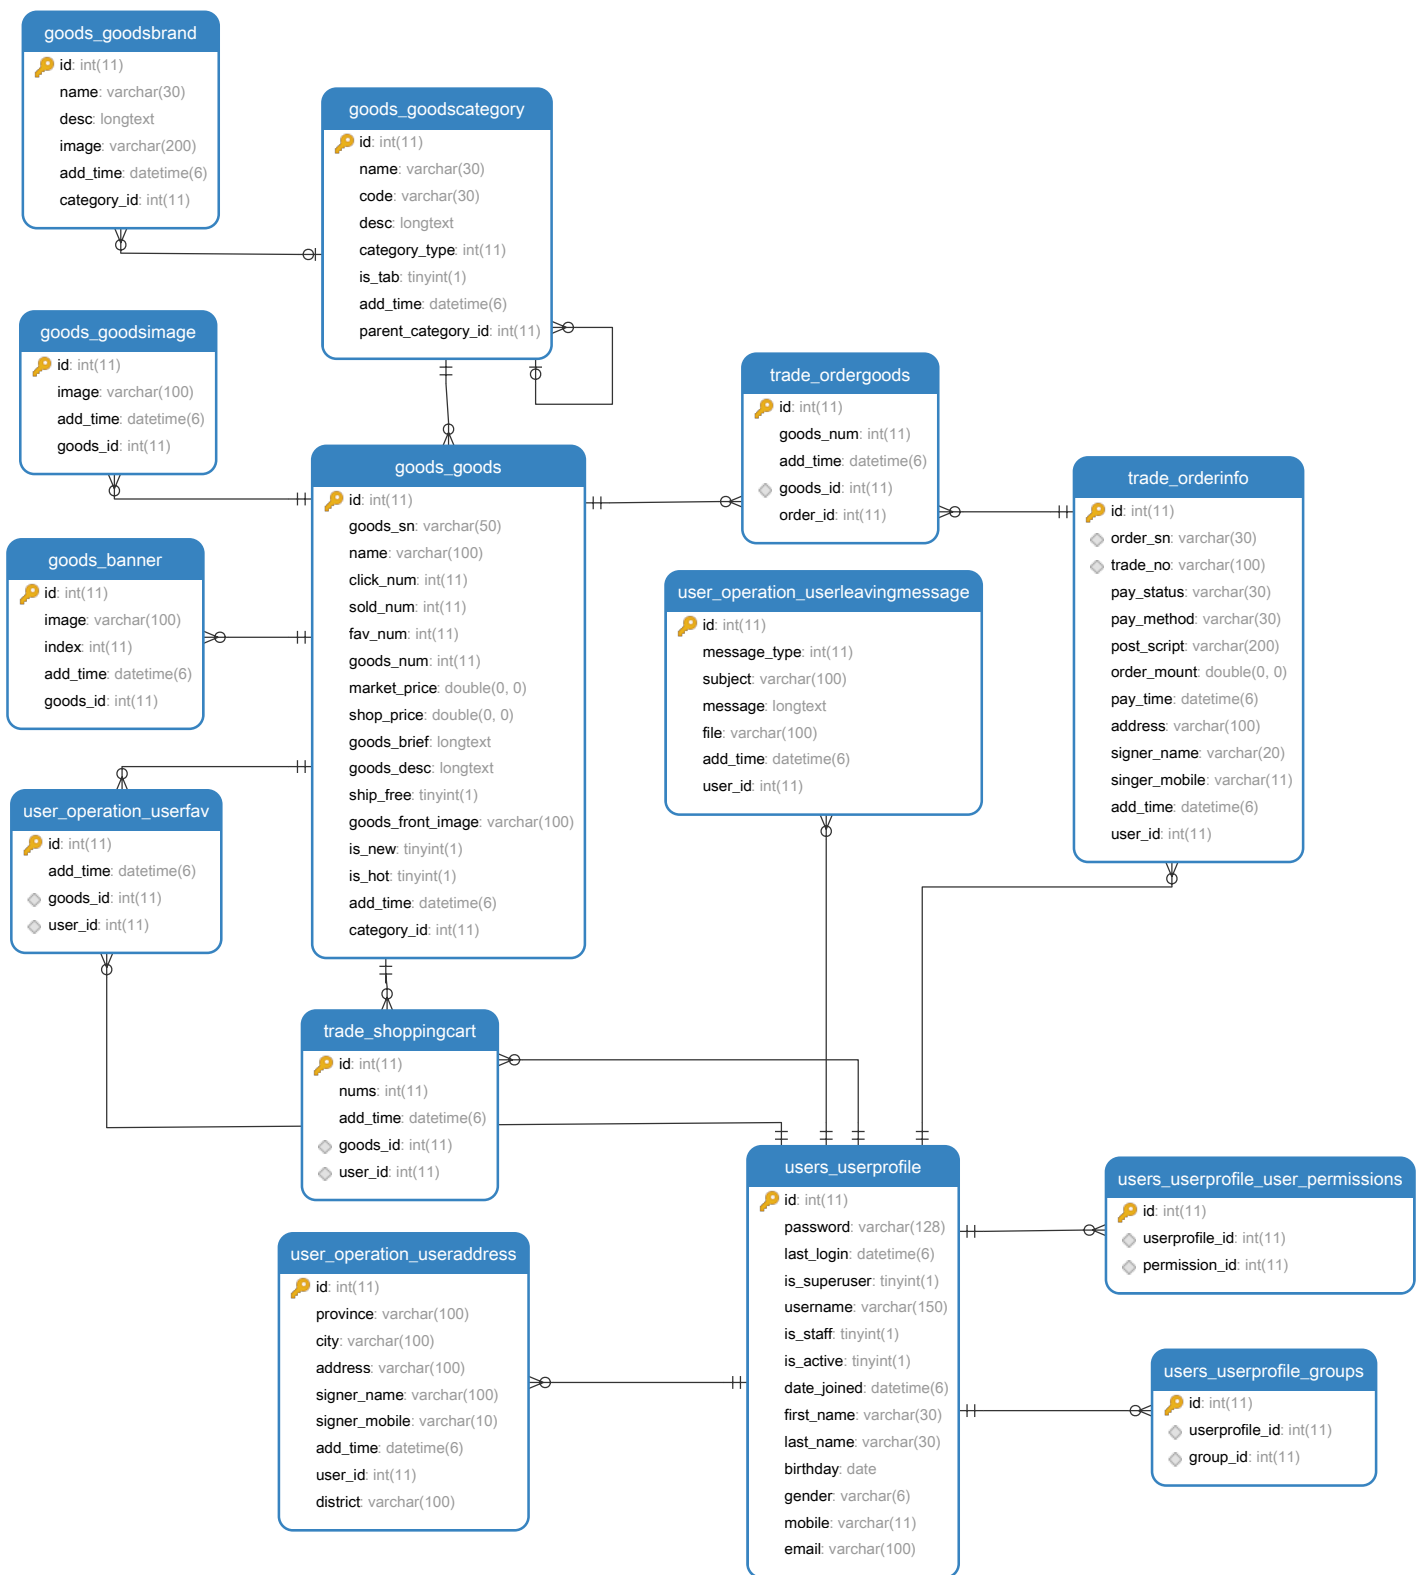 goods_goodsbrand
id: int(11)
name: varchar(30)
desc: longtext
image: varchar(200)
add_time: datetime(6)
category_id: int(11)
goods_goodscategory
id: int(11)
name: varchar(30)
code: varchar(30)
desc: longtext
category_type: int(11)
is_tab: tinyint(1)
add_time: datetime(6)
parent_category_id: int(11)
goods_goodsimage
id: int(11)
image: varchar(100)
add_time: datetime(6)
goods_id: int(11)
trade_ordergoods
id: int(11)
goods_num: int(11)
add_time: datetime(6)
goods_id: int(11)
order_id: int(11)
goods_goods
id: int(11)
goods_sn: varchar(50)
name: varchar(100)
click_num: int(11)
sold_num: int(11)
fav_num: int(11)
goods_num: int(11)
market_price: double(0, 0)
shop_price: double(0, 0)
goods_brief: longtext
goods_desc: longtext
ship_free: tinyint(1)
goods_front_image: varchar(100)
is_new: tinyint(1)
is_hot: tinyint(1)
add_time: datetime(6)
category_id: int(11)
trade_orderinfo
id: int(11)
order_sn: varchar(30)
trade_no: varchar(100)
pay_status: varchar(30)
pay_method: varchar(30)
post_script: varchar(200)
order_mount: double(0, 0)
pay_time: datetime(6)
address: varchar(100)
signer_name: varchar(20)
singer_mobile: varchar(11)
add_time: datetime(6)
user_id: int(11)
goods_banner
id: int(11)
image: varchar(100)
index: int(11)
add_time: datetime(6)
goods_id: int(11)
user_operation_userleavingmessage
id: int(11)
message_type: int(11)
subject: varchar(100)
message: longtext
file: varchar(100)
add_time: datetime(6)
user_id: int(11)
user_operation_userfav
id: int(11)
add_time: datetime(6)
goods_id: int(11)
user_id: int(11)
trade_shoppingcart
id: int(11)
nums: int(11)
add_time: datetime(6)
goods_id: int(11)
user_id: int(11)
users_userprofile
id: int(11)
password: varchar(128)
last_login: datetime(6)
is_superuser: tinyint(1)
username: varchar(150)
is_staff: tinyint(1)
is_active: tinyint(1)
date_joined: datetime(6)
first_name: varchar(30)
last_name: varchar(30)
birthday: date
gender: varchar(6)
mobile: varchar(11)
email: varchar(100)
users_userprofile_user_permissions
id: int(11)
userprofile_id: int(11)
permission_id: int(11)
user_operation_useraddress
id: int(11)
province: varchar(100)
city: varchar(100)
address: varchar(100)
signer_name: varchar(100)
signer_mobile: varchar(10)
add_time: datetime(6)
user_id: int(11)
district: varchar(100)
users_userprofile_groups
id: int(11)
userprofile_id: int(11)
group_id: int(11)